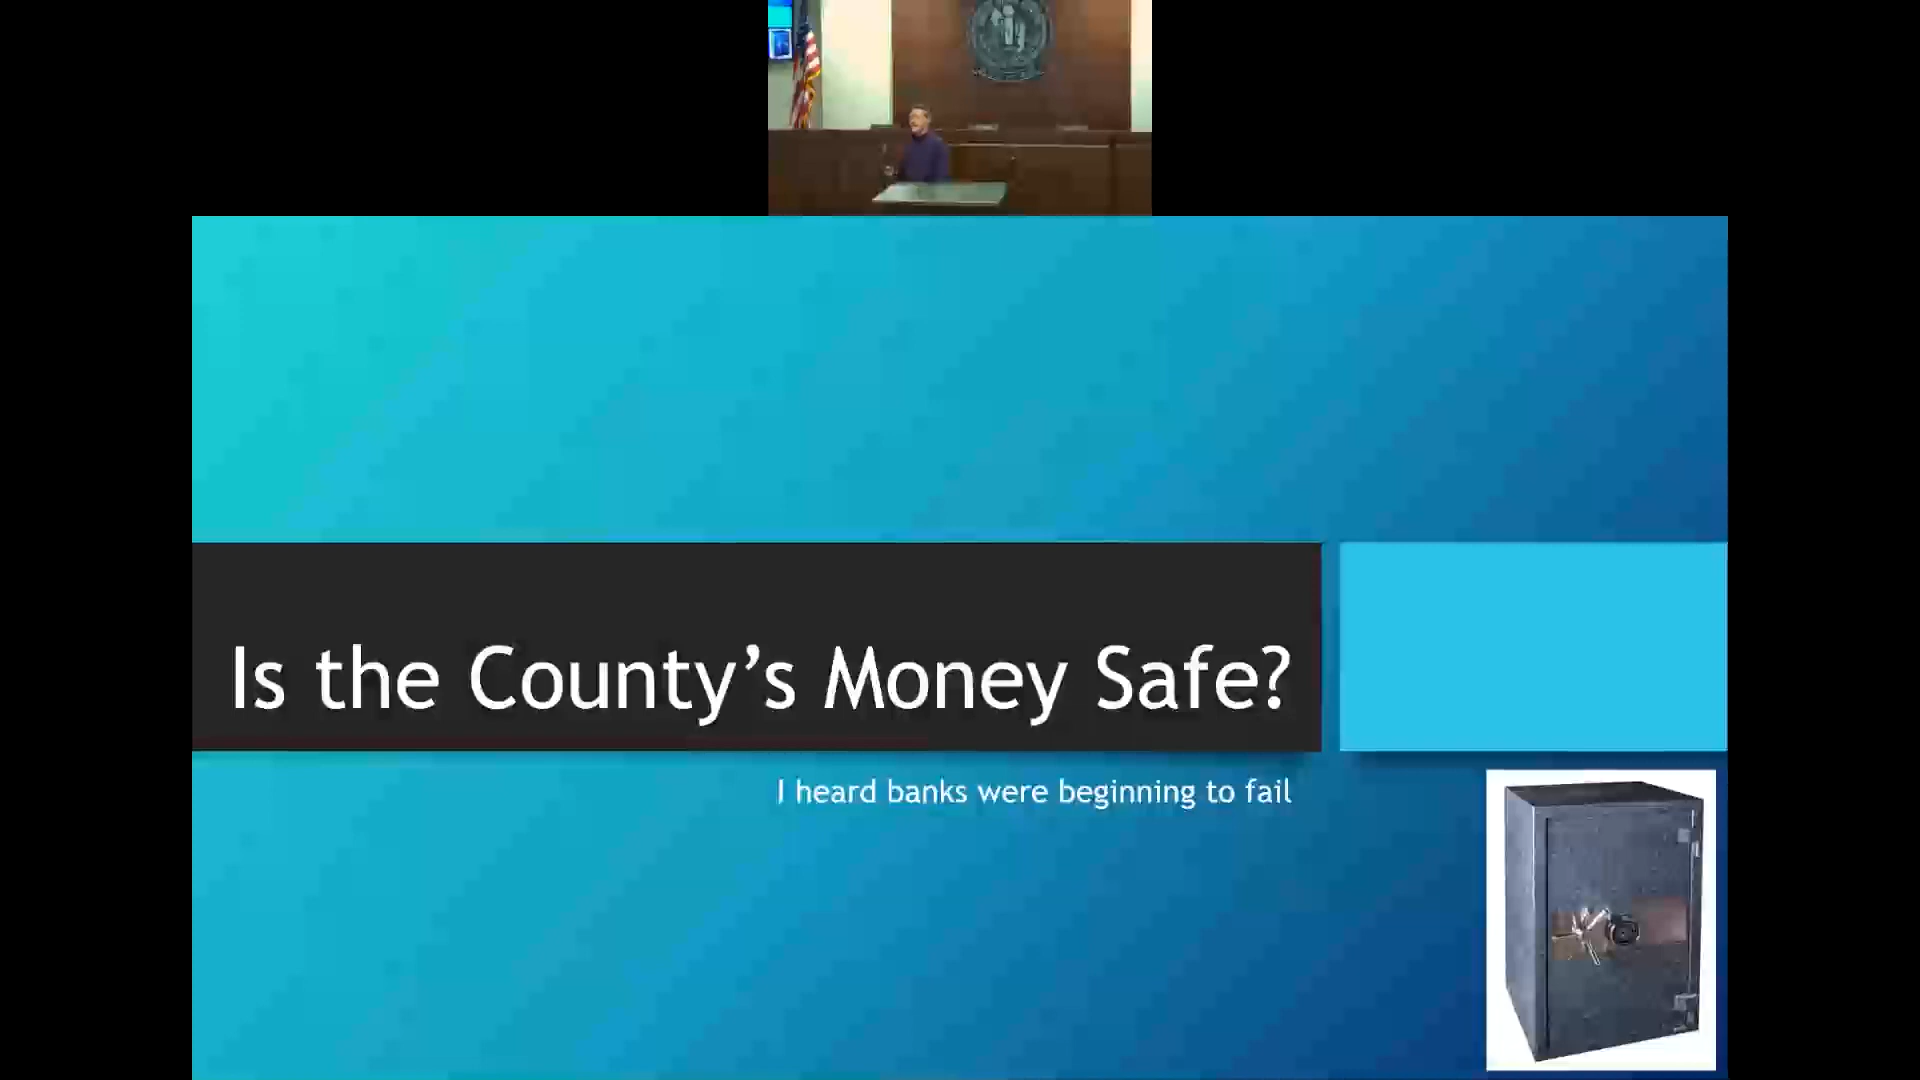 Is the County’s Money Safe?
I heard banks were beginning to fail